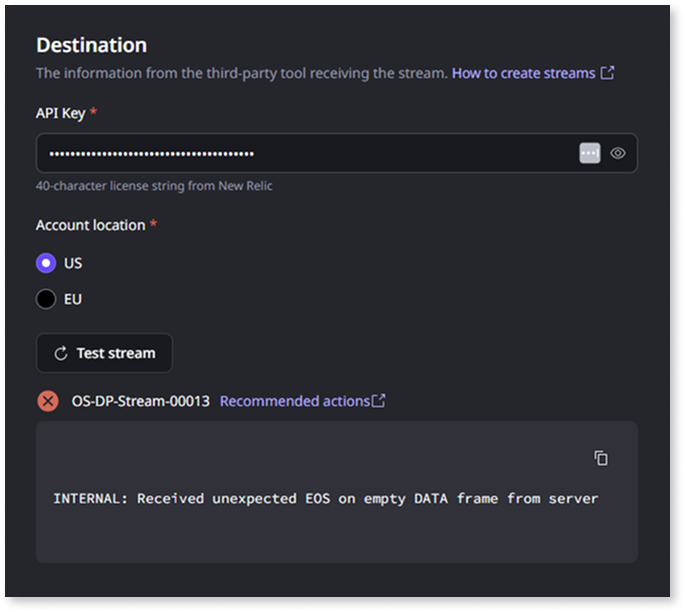 Destination
The information from the third-party tool receiving the stream. How to create streams
API Key *
••••••••••••••••••••••••••••••••••••••••
40-character license string from New Relic
Account location *
US
EU
Test stream
OS-DP-Stream-00013 Recommended actions
INTERNAL: Received unexpected EOS on empty DATA frame from server